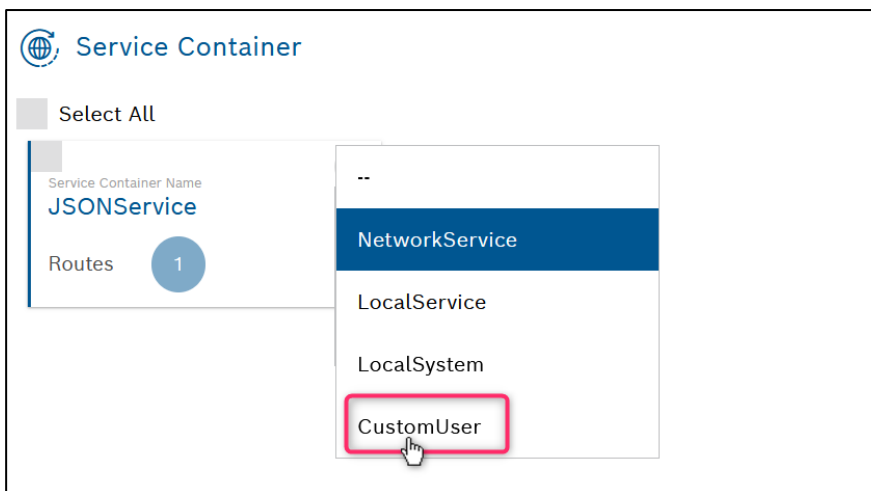 Service Container
Select All
Service Container Name
JSONService
Routes 1
--
NetworkService
LocalService
LocalSystem
CustomUser